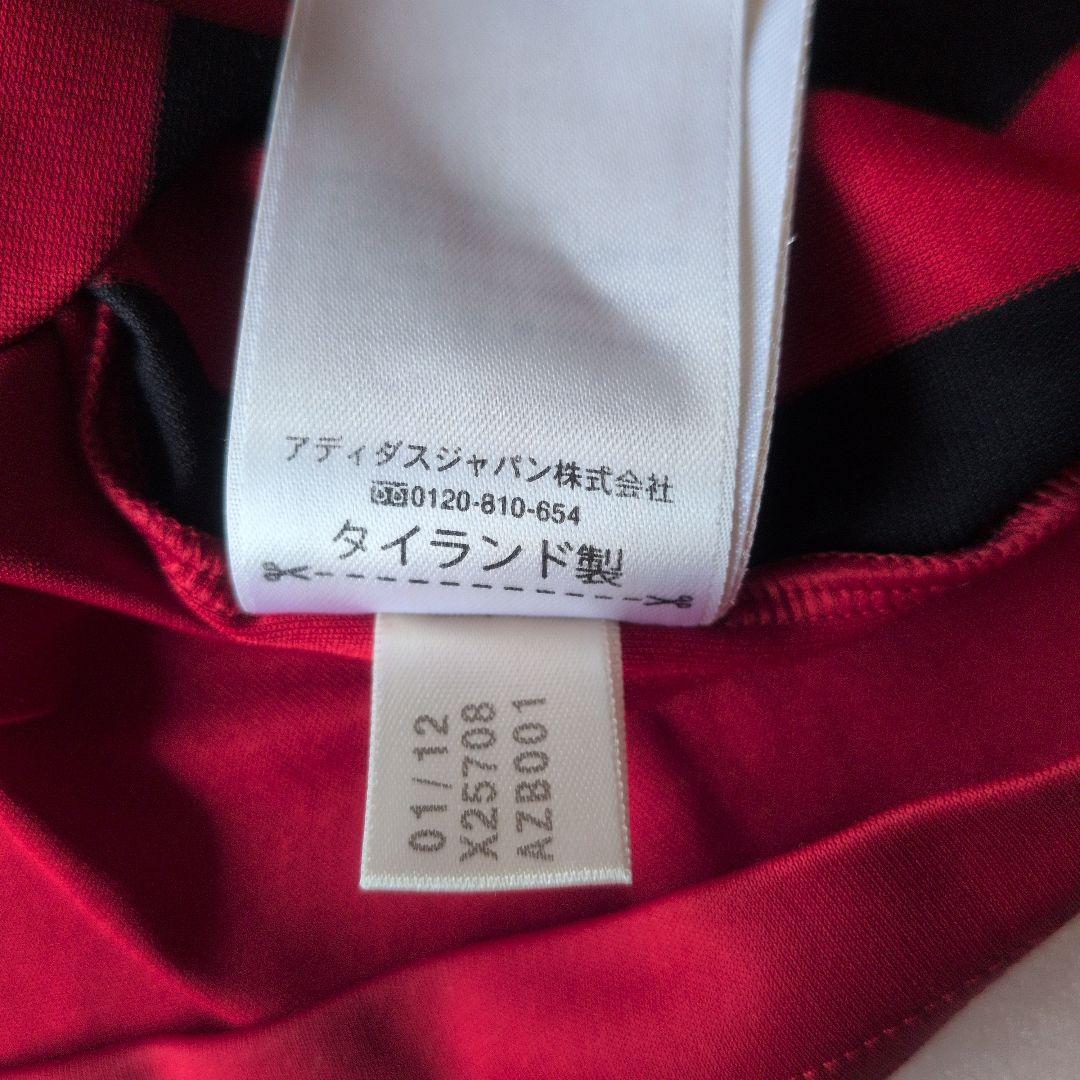 アディダスジャパン株式会社
0120-810-654
タイランド製
01/12
X25708
AZB001